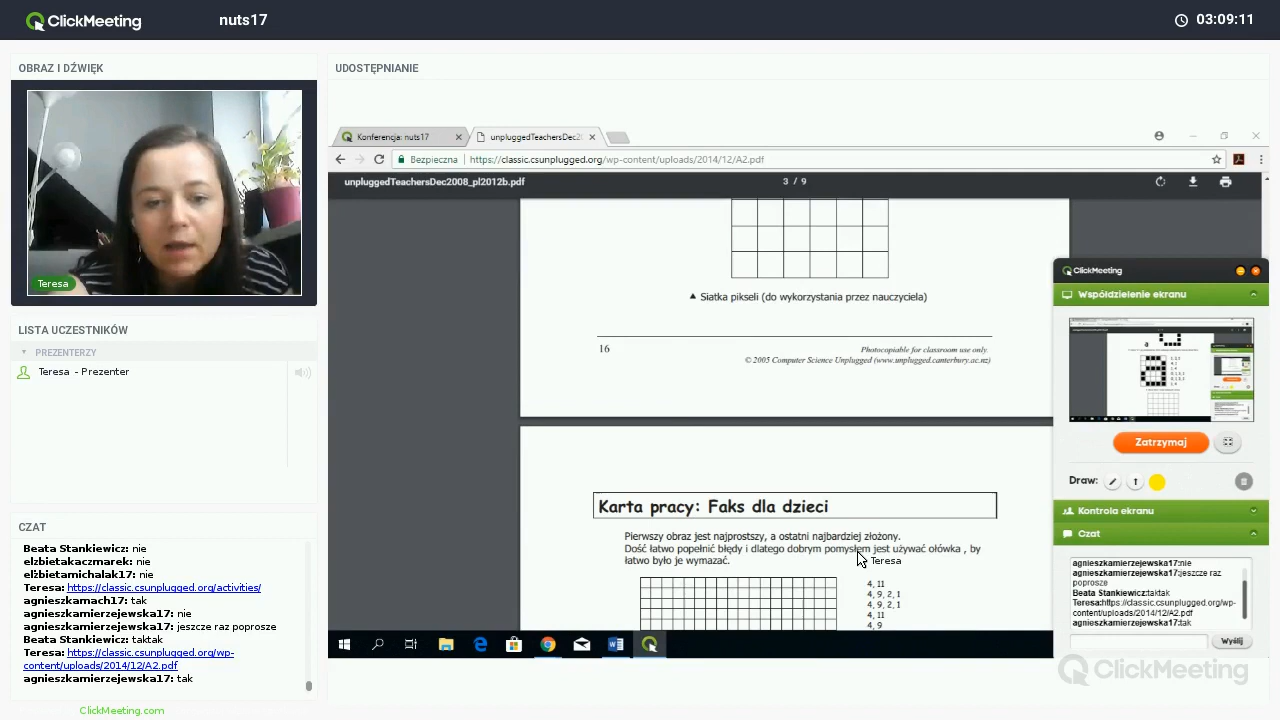 ClickMeeting
nuts17
03:09:11
OBRAZ I DŹWIĘK
Teresa
LISTA UCZESTNIKÓW
PREZENTERZY
Teresa - Prezenter
CZAT
Beata Stankiewicz: nie
elzbietakaczmarek: nie
elżbietamichalak17: nie
Teresa: https://classic.csunplugged.org/activities/
agnieszkamach17: tak
agnieszkamierzejewska17: nie
agnieszkamierzejewska17: jeszcze raz poprosze
Beata Stankiewicz: taktak
Teresa: https://classic.csunplugged.org/wp-
content/uploads/2014/12/A2.pdf
agnieszkamierzejewska17: tak
ClickMeeting.com
UDOSTĘPNIANIE
Konferencja: nuts17
unpluggedTeachersDec2
Bezpieczna
https://classic.csunplugged.org/wp-content/uploads/2014/12/A2.pdf
unpluggedTeachersDec2008_pl2012b.pdf
3 / 9
▲ Siatka pikseli (do wykorzystania przez nauczyciela)
16
Photocopiable for classroom use only.
© 2005 Computer Science Unplugged (www.unplugged.canterbury.ac.nz)
Karta pracy: Faks dla dzieci
Pierwszy obraz jest najprostszy, a ostatni najbardziej złożony.
Dość łatwo popełnić błędy i dlatego dobrym pomysłem jest używać ołówka , by
łatwo było je wymazać.
Teresa
4, 11
4, 9, 2, 1
4, 9, 2, 1
4, 11
4, 9
ClickMeeting
Współdzielenie ekranu
Zatrzymaj
Draw:
Kontrola ekranu
Czat
agnieszkamierzejewska17:nie
agnieszkamierzejewska17:jeszcze raz
poprosze
Beata Stankiewicz:taktak
Teresa:https://classic.csunplugged.org/wp-
content/uploads/2014/12/A2.pdf
agnieszkamierzejewska17:tak
Wyślij
ClickMeeting